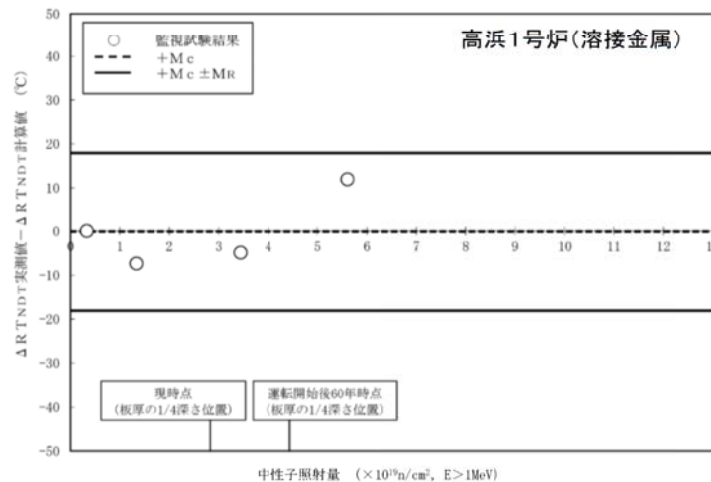 高浜1号炉(溶接金属)
監視試験結果
+Mc
+Mc ±MR
ΔRTNDT実測値-ΔRTNDT計算値 (℃)
50
40
30
20
10
0
-10
-20
-30
-40
-50
0 1 2 3 4 5 6 7 8 9 10 11 12 1
現時点
(板厚の1/4深さ位置)
運転開始後60年時点
(板厚の1/4深さ位置)
中性子照射量 (×10¹⁹n/cm², E>1MeV)